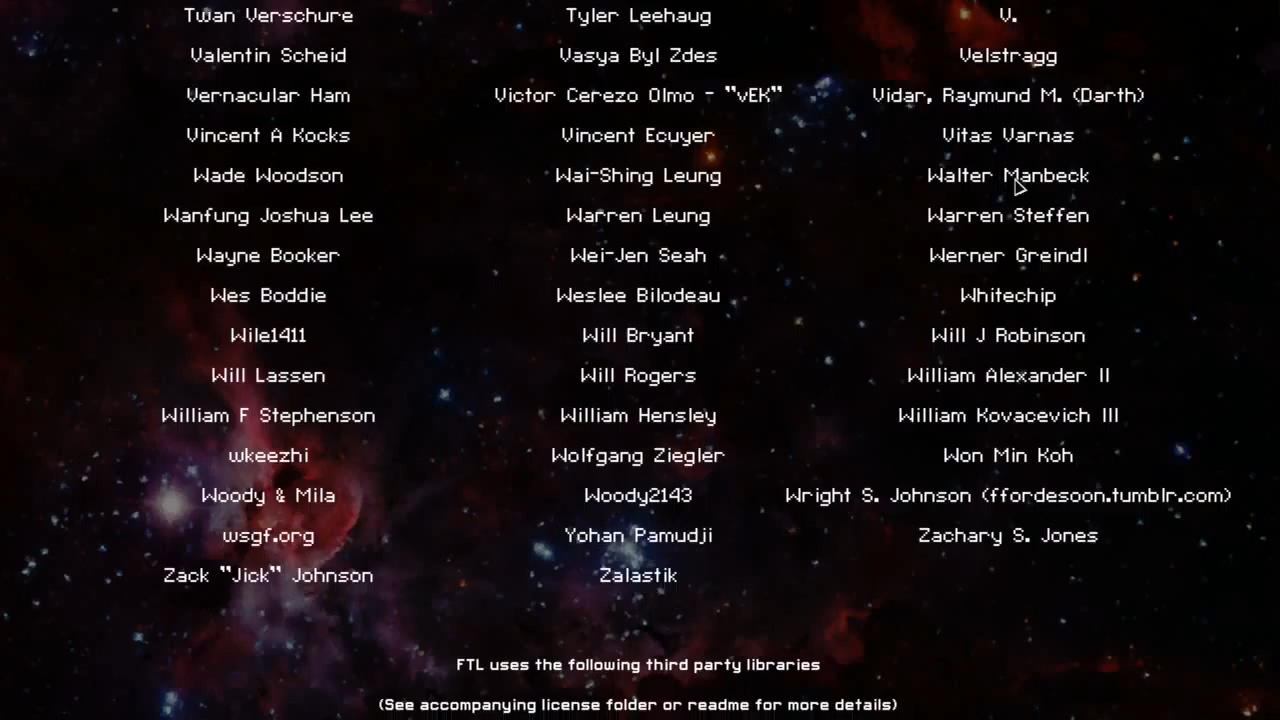 Twan Verschure Tyler Leehaug V.
Valentin Scheid Vasya Byl Zdes Velstragg
Vernacular Ham Victor Cerezo Olmo - "vEK" Vidar, Raymund M. (Darth)
Vincent A Kocks Vincent Ecuyer Vitas Varnas
Wade Woodson Wai-Shing Leung Walter Manbeck
Wanfung Joshua Lee Warren Leung Warren Steffen
Wayne Booker Wei-Jen Seah Werner Greindl
Wes Boddie Weslee Bilodeau Whitechip
Wile1411 Will Bryant Will J Robinson
Will Lassen Will Rogers William Alexander II
William F Stephenson William Hensley William Kovacevich III
wkeezhi Wolfgang Ziegler Won Min Koh
Woody & Mila Woody2143 Wright S. Johnson (ffordesoon.tumblr.com)
wsgf.org Yohan Pamudji Zachary S. Jones
Zack "Jick" Johnson Zalastik
FTL uses the following third party libraries
(See accompanying license folder or readme for more details)